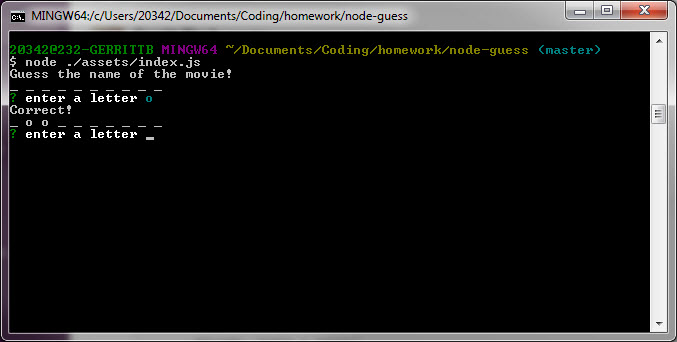 MINGW64:/c/Users/20342/Documents/Coding/homework/node-guess
20342@232-GERRITTB MINGW64 ~/Documents/Coding/homework/node-guess (master)
$ node ./assets/index.js
Guess the name of the movie!
_ _ _ _ _ _ _ _ _ _
? enter a letter o
Correct!
_ o o _ _ _ _ _ _ _
? enter a letter _